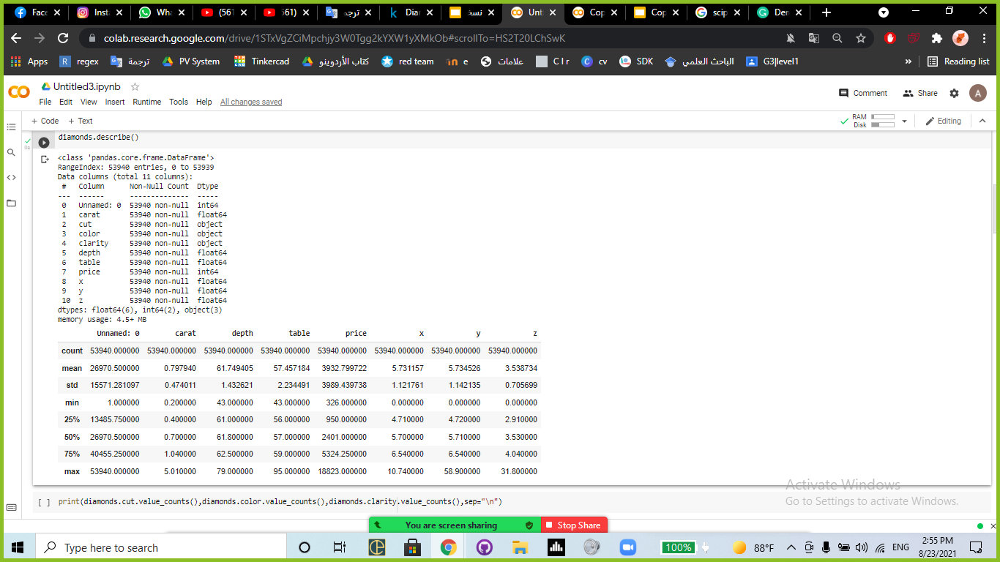 Face Inst Wha (561 561) ترجد Diar نسخ Unt Cop Cop scip Der
colab.research.google.com/drive/1STxVgZCiMpchjy3W0Tgg2kYXW1yXMkOb#scrollTo=HS2T20LChSwK
Apps R regex ترجمة PV System Tinkercad كتاب الأردوينو red team e علامات C l r cv SDK الباحث العلمي G3|level1 » Reading list
Untitled3.ipynb
File Edit View Insert Runtime Tools Help All changes saved
Comment Share A
+ Code + Text RAM Disk Editing
diamonds.describe()
<class 'pandas.core.frame.DataFrame'>
RangeIndex: 53940 entries, 0 to 53939
Data columns (total 11 columns):
# Column Non-Null Count Dtype
--- ------ -------------- -----
0 Unnamed: 0 53940 non-null int64
1 carat 53940 non-null float64
2 cut 53940 non-null object
3 color 53940 non-null object
4 clarity 53940 non-null object
5 depth 53940 non-null float64
6 table 53940 non-null float64
7 price 53940 non-null int64
8 x 53940 non-null float64
9 y 53940 non-null float64
10 z 53940 non-null float64
dtypes: float64(6), int64(2), object(3)
memory usage: 4.5+ MB
Unnamed: 0 carat depth table price x y z
count 53940.000000 53940.000000 53940.000000 53940.000000 53940.000000 53940.000000 53940.000000 53940.000000
mean 26970.500000 0.797940 61.749405 57.457184 3932.799722 5.731157 5.734526 3.538734
std 15571.281097 0.474011 1.432621 2.234491 3989.439738 1.121761 1.142135 0.705699
min 1.000000 0.200000 43.000000 43.000000 326.000000 0.000000 0.000000 0.000000
25% 13485.750000 0.400000 61.000000 56.000000 950.000000 4.710000 4.720000 2.910000
50% 26970.500000 0.700000 61.800000 57.000000 2401.000000 5.700000 5.710000 3.530000
75% 40455.250000 1.040000 62.500000 59.000000 5324.250000 6.540000 6.540000 4.040000
max 53940.000000 5.010000 79.000000 95.000000 18823.000000 10.740000 58.900000 31.800000
Activate Windows
Go to Settings to activate Windows.
[ ] print(diamonds.cut.value_counts(),diamonds.color.value_counts(),diamonds.clarity.value_counts(),sep="\n")
You are screen sharing Stop Share
Type here to search 100% 88°F ENG 2:55 PM
8/23/2021